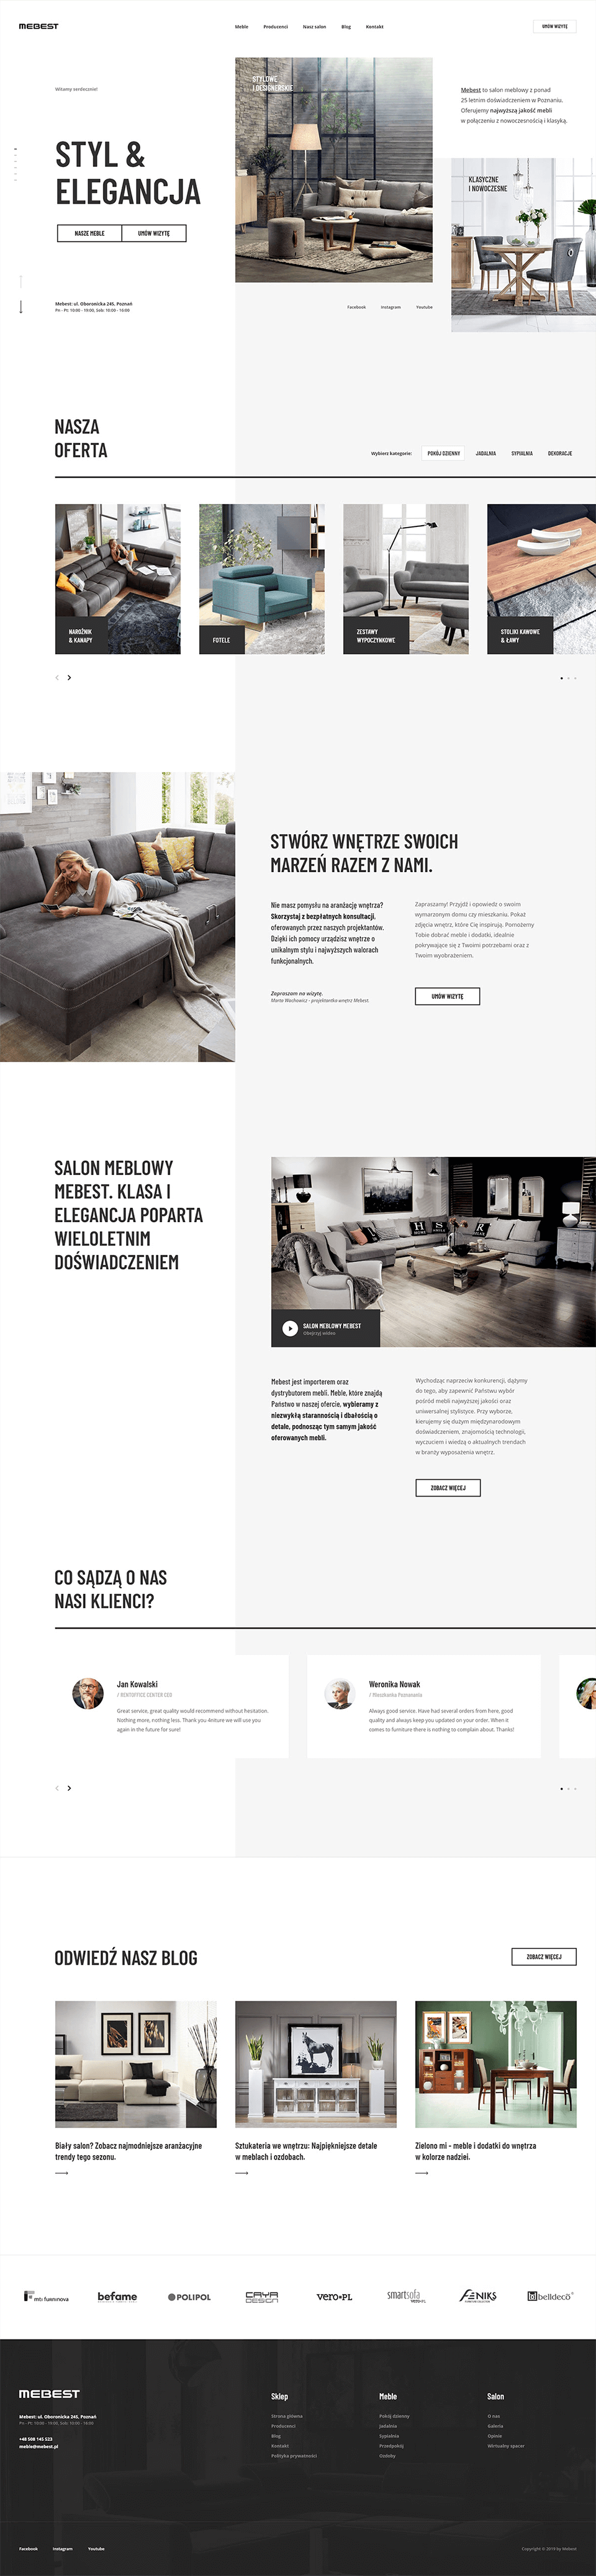 MEBEST
Meble
Producenci
Nasz salon
Blog
Kontakt
UMÓW WIZYTĘ
Witamy serdecznie!
STYL &
ELEGANCJA
NASZE MEBLE
UMÓW WIZYTĘ
Mebest: ul. Obornicka 245, Poznań
Pn - Pt: 10:00 - 19:00, Sob: 10:00 - 16:00
STYLOWE
I DESIGNERSKIE
Mebest to salon meblowy z ponad
25 letnim doświadczeniem w Poznaniu.
Oferujemy najwyższą jakość mebli
w połączeniu z nowoczesnością i klasyką.
KLASYCZNE
I NOWOCZESNE
Facebook
Instagram
Youtube
NASZA
OFERTA
Wybierz kategorie:
POKÓJ DZIENNY
JADALNIA
SYPIALNIA
DEKORACJE
NAROŻNIK
& KANAPY
FOTELE
ZESTAWY
WYPOCZYNKOWE
STOLIKI KAWOWE
& ŁAWY
STWÓRZ WNĘTRZE SWOICH
MARZEŃ RAZEM Z NAMI.
Nie masz pomysłu na aranżację wnętrza?
Skorzystaj z bezpłatnych konsultacji,
oferowanych przez naszych projektantów.
Dzięki ich pomocy urządzisz wnętrze o
unikalnym stylu i najwyższych walorach
funkcjonalnych.
Zapraszam na wizytę.
Marta Wachowicz - projektantka wnętrz Mebest.
Zapraszamy! Przyjdź i opowiedz o swoim
wymarzonym domu czy mieszkaniu. Pokaż
zdjęcia wnętrz, które Cię inspirują. Pomożemy
Tobie dobrać meble i dodatki, idealnie
pokrywające się z Twoimi potrzebami oraz z
Twoim wyobrażeniem.
UMÓW WIZYTĘ
SALON MEBLOWY
MEBEST. KLASA I
ELEGANCJA POPARTA
WIELOLETNIM
DOŚWIADCZENIEM
SALON MEBLOWY MEBEST
Obejrzyj wideo
Mebest jest importerem oraz
dystrybutorem mebli. Meble, które znajdą
Państwo w naszej ofercie, wybieramy z
niezwykłą starannością i dbałością o
detale, podnosząc tym samym jakość
oferowanych mebli.
Wychodząc naprzeciw konkurencji, dążymy
do tego, aby zapewnić Państwu wybór
pośród mebli najwyższej jakości oraz
uniwersalnej stylistyce. Przy wyborze,
kierujemy się dużym międzynarodowym
doświadczeniem, znajomością technologii,
wyczuciem i wiedzą o aktualnych trendach
w branży wyposażenia wnętrz.
ZOBACZ WIĘCEJ
CO SĄDZĄ O NAS
NASI KLIENCI?
Jan Kowalski
/ RENTOFFICE CENTER CEO
Great service, great quality would recommend without hesitation.
Nothing more, nothing less. Thank you 4niture we will use you
again in the future for sure!
Weronika Nowak
/ Mieszkanka Poznanania
Always good service. Have had several orders from here, good
quality and always keep you updated on your order. When it
comes to furniture there is nothing to complain about. Thanks!
ODWIEDŹ NASZ BLOG
ZOBACZ WIĘCEJ
Biały salon? Zobacz najmodniejsze aranżacyjne
trendy tego sezonu.
Sztukateria we wnętrzu: Najpiękniejsze detale
w meblach i ozdobach.
Zielono mi - meble i dodatki do wnętrza
w kolorze nadziei.
befame
POLIPOL
CAYA
DESIGN
vero•PL
smartsofa
FENIKS
belldeco
MEBEST
Mebest: ul. Obornicka 245, Poznań
Pn - Pt: 10:00 - 19:00, Sob: 10:00 - 16:00
+48 508 145 523
meble@mebest.pl
Sklep
Strona główna
Producenci
Blog
Kontakt
Polityka prywatności
Meble
Pokój dzienny
Jadalnia
Sypialnia
Przedpokój
Ozdoby
Salon
O nas
Galeria
Opinie
Wirtualny spacer
Facebook
Instagram
Youtube
Copyright © 2019 by Mebest